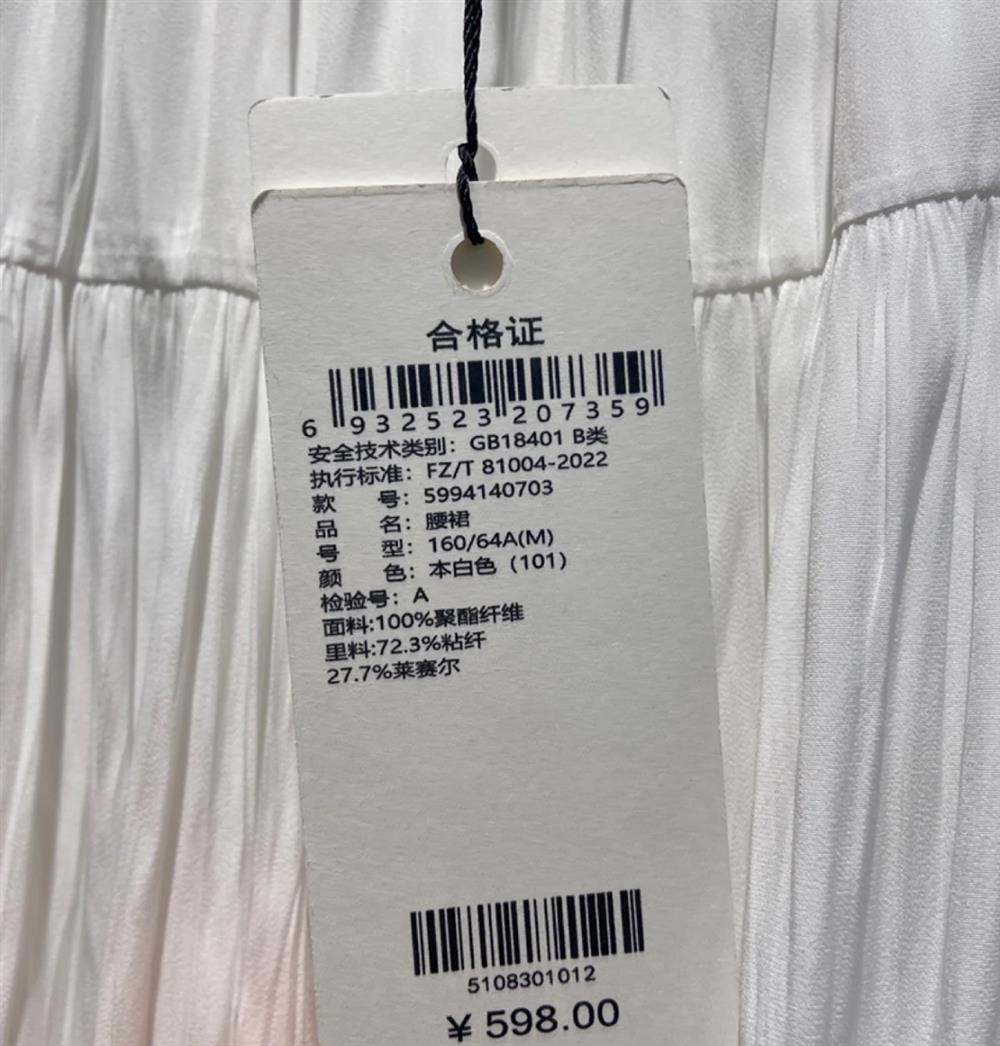 合格证
6 932523 207359
安全技术类别：GB18401 B类
执行标准：FZ/T 81004-2022
款 号：5994140703
品 名：腰裙
号 型：160/64A(M)
颜 色：本白色（101）
检验号：A
面料:100%聚酯纤维
里料:72.3%粘纤
27.7%莱赛尔
5108301012
¥ 598.00